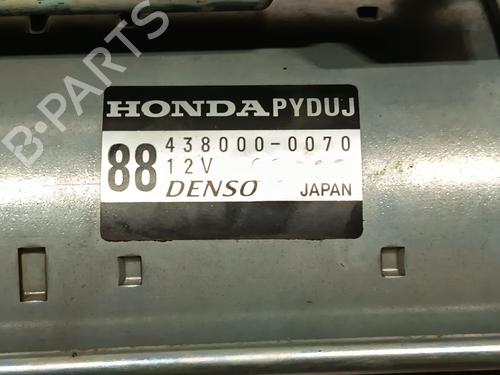 B-PARTS
HONDA PYDUJ
88 438000-0070
12V
DENSO JAPAN